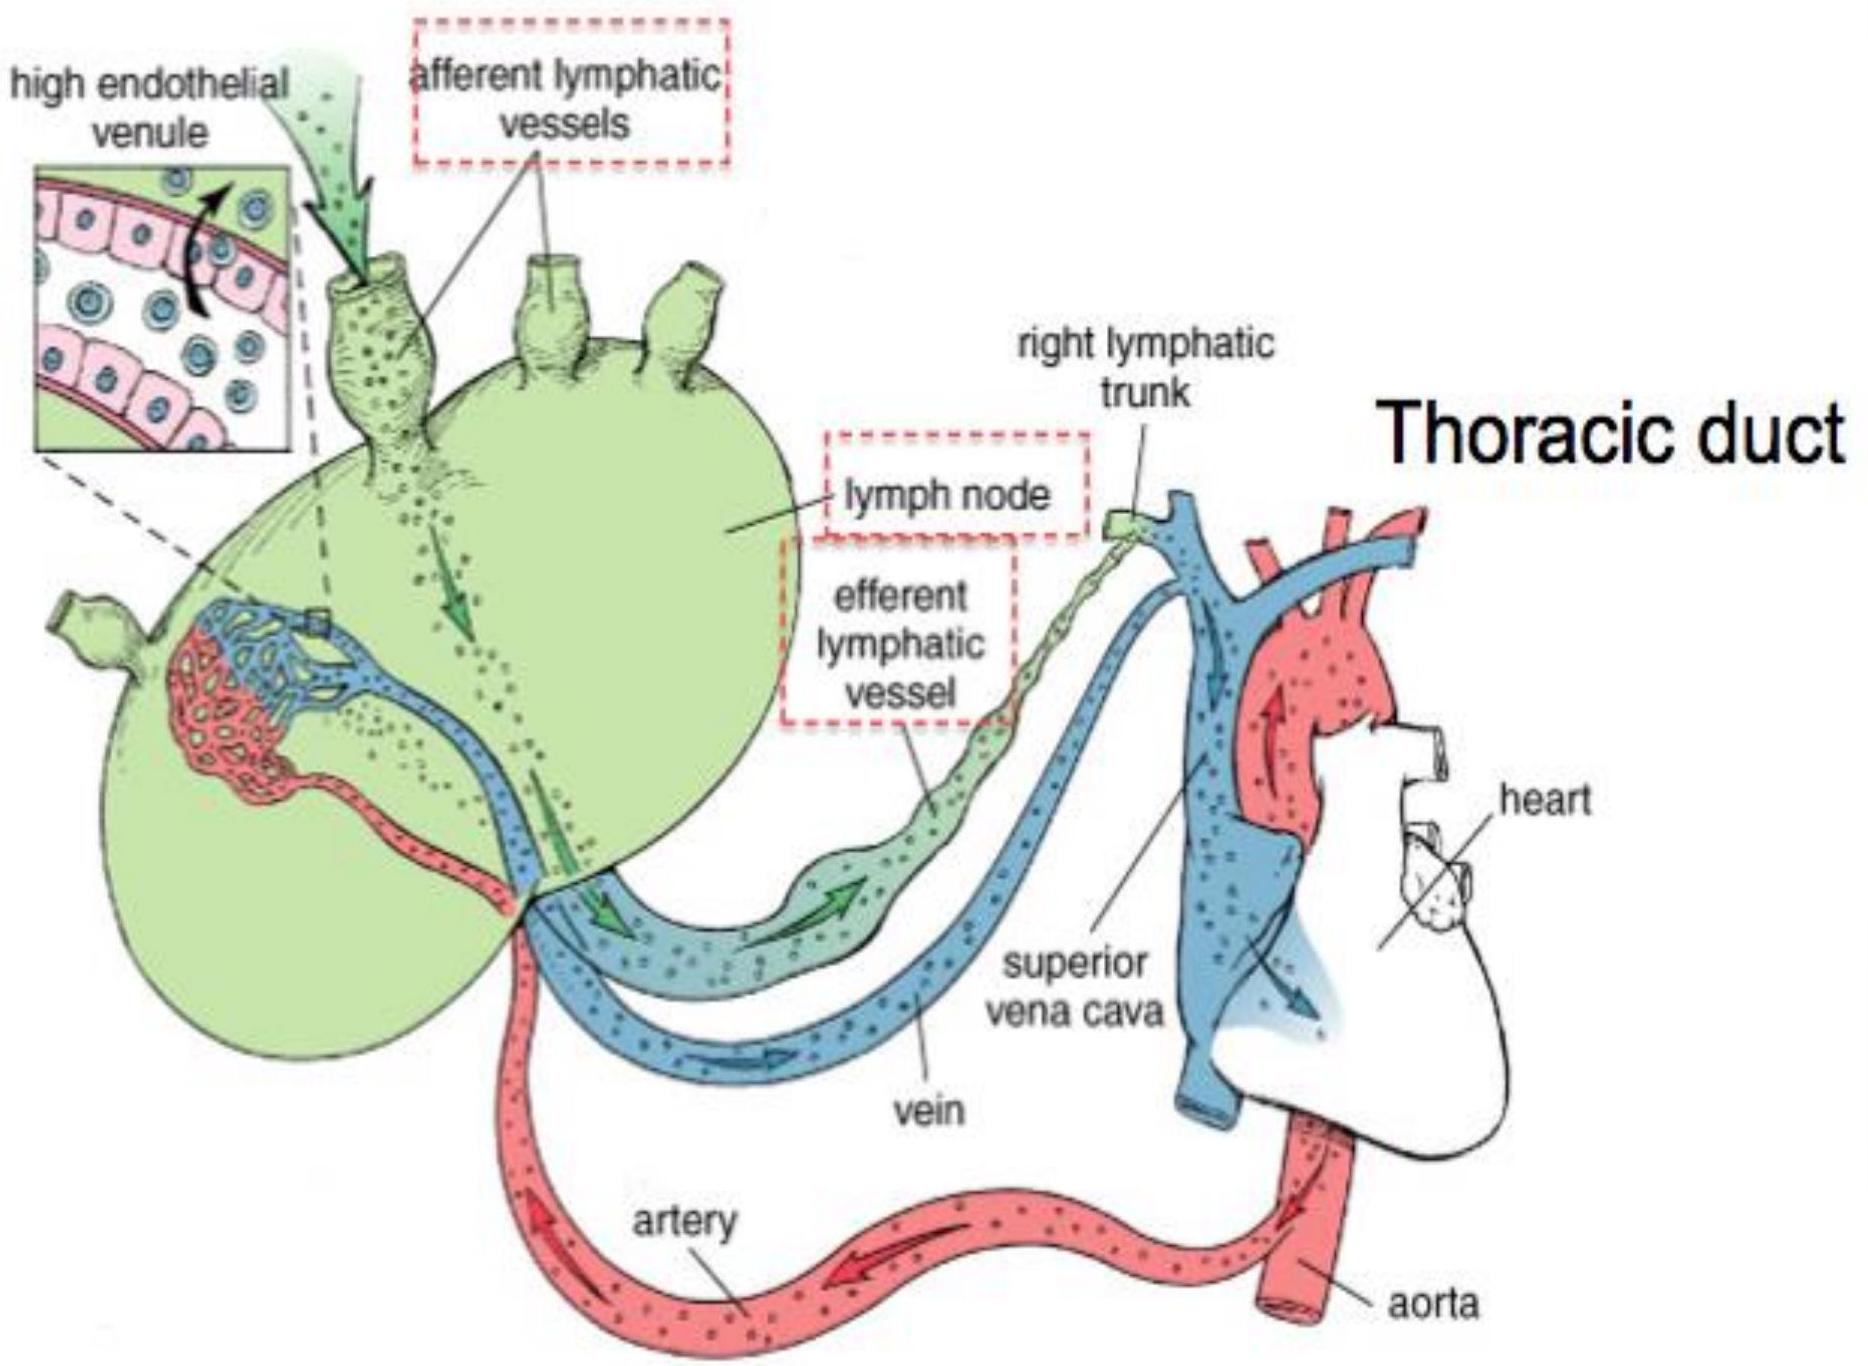 high endothelial
venule
afferent lymphatic
vessels
right lymphatic
trunk
Thoracic duct
lymph node
efferent
lymphatic
vessel
heart
superior
vena cava
vein
artery
aorta